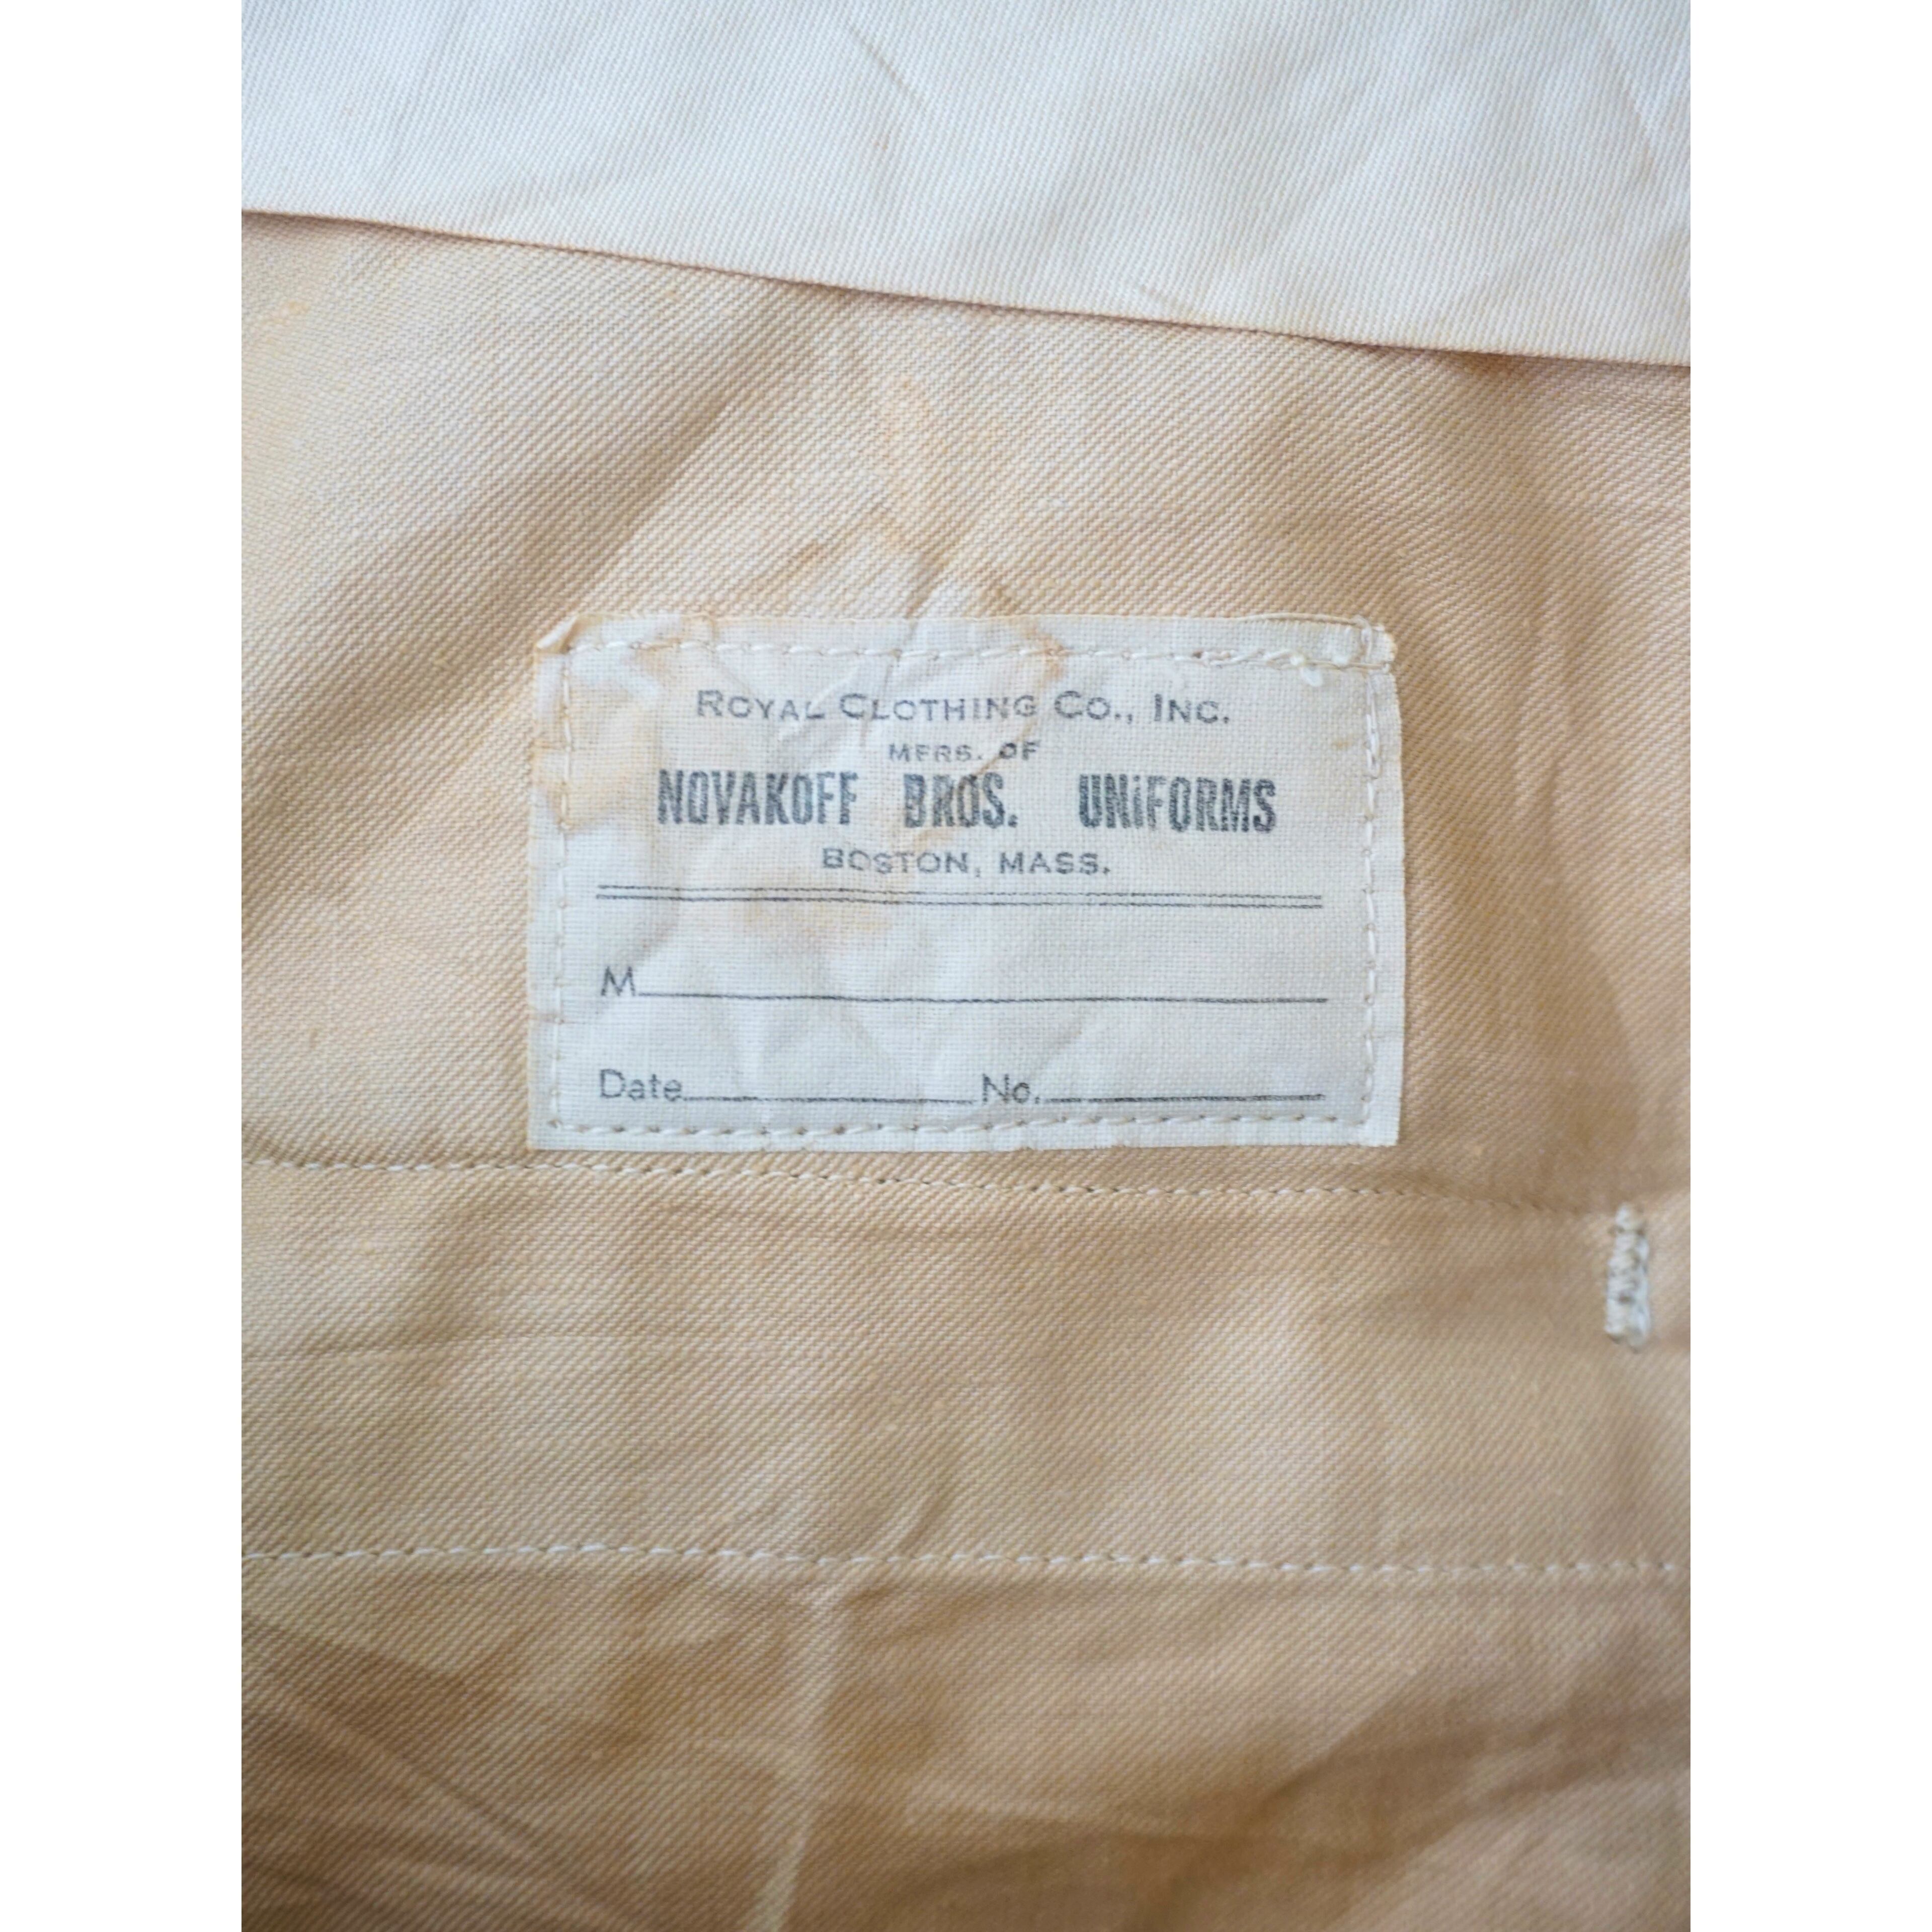 ROYAL CLOTHING CO., INC.
MFRS. OF
NOVAKOFF BROS. UNIFORMS
BOSTON, MASS.
M
Date No.